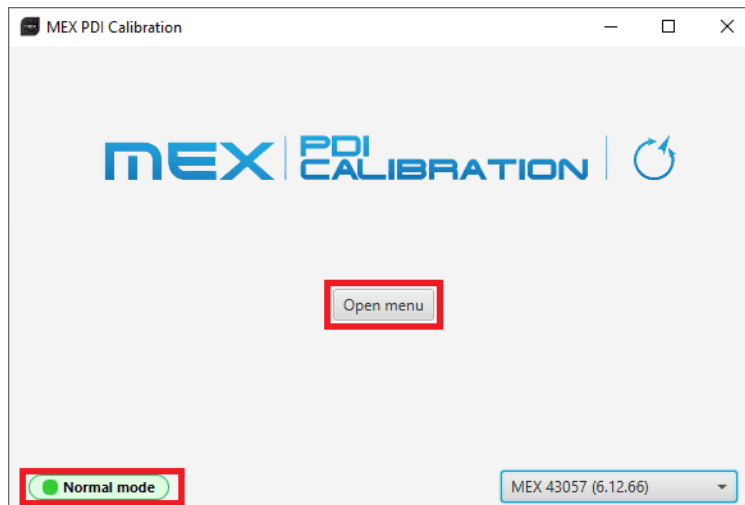 MEX PDI Calibration
MEX PDI CALIBRATION
Open menu
Normal mode
MEX 43057 (6.12.66)